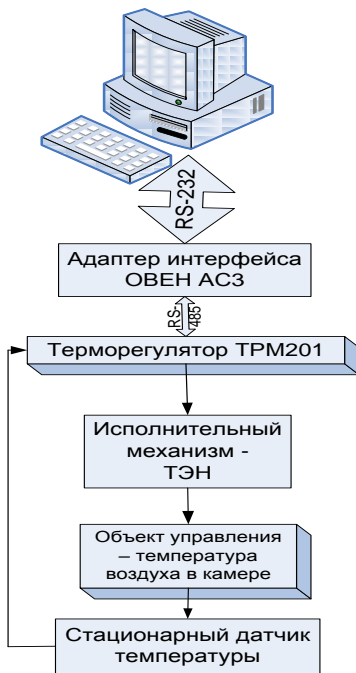 RS-232
Адаптер интерфейса
ОВЕН АС3
RS-
485
Терморегулятор ТРМ201
Исполнительный
механизм -
ТЭН
Объект управления
– температура
воздуха в камере
Стационарный датчик
температуры